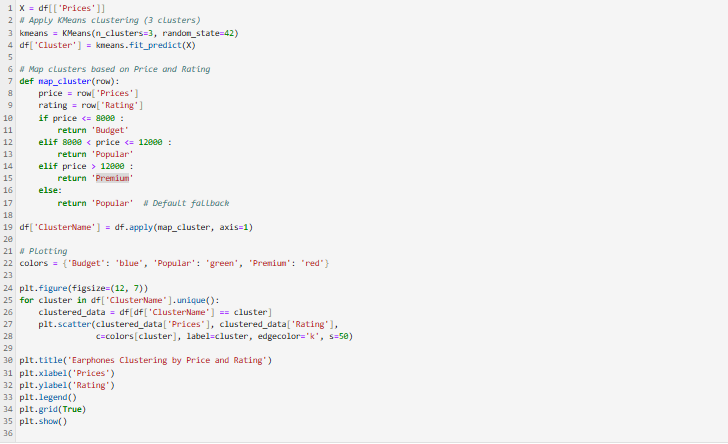 1 X = df[['Prices']]
2 # Apply KMeans clustering (3 clusters)
3 kmeans = KMeans(n_clusters=3, random_state=42)
4 df['Cluster'] = kmeans.fit_predict(X)
5
6 # Map clusters based on Price and Rating
7 def map_cluster(row):
8     price = row['Prices']
9     rating = row['Rating']
10     if price <= 8000 :
11         return 'Budget'
12     elif 8000 < price <= 12000 :
13         return 'Popular'
14     elif price > 12000 :
15         return 'Premium'
16     else:
17         return 'Popular'  # Default fallback
18
19 df['ClusterName'] = df.apply(map_cluster, axis=1)
20
21 # Plotting
22 colors = {'Budget': 'blue', 'Popular': 'green', 'Premium': 'red'}
23
24 plt.figure(figsize=(12, 7))
25 for cluster in df['ClusterName'].unique():
26     clustered_data = df[df['ClusterName'] == cluster]
27     plt.scatter(clustered_data['Prices'], clustered_data['Rating'],
28                 c=colors[cluster], label=cluster, edgecolor='k', s=50)
29
30 plt.title('Earphones Clustering by Price and Rating')
31 plt.xlabel('Prices')
32 plt.ylabel('Rating')
33 plt.legend()
34 plt.grid(True)
35 plt.show()
36